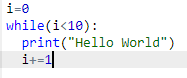 i=0
while(i<10):
  print("Hello World")
  i+=1